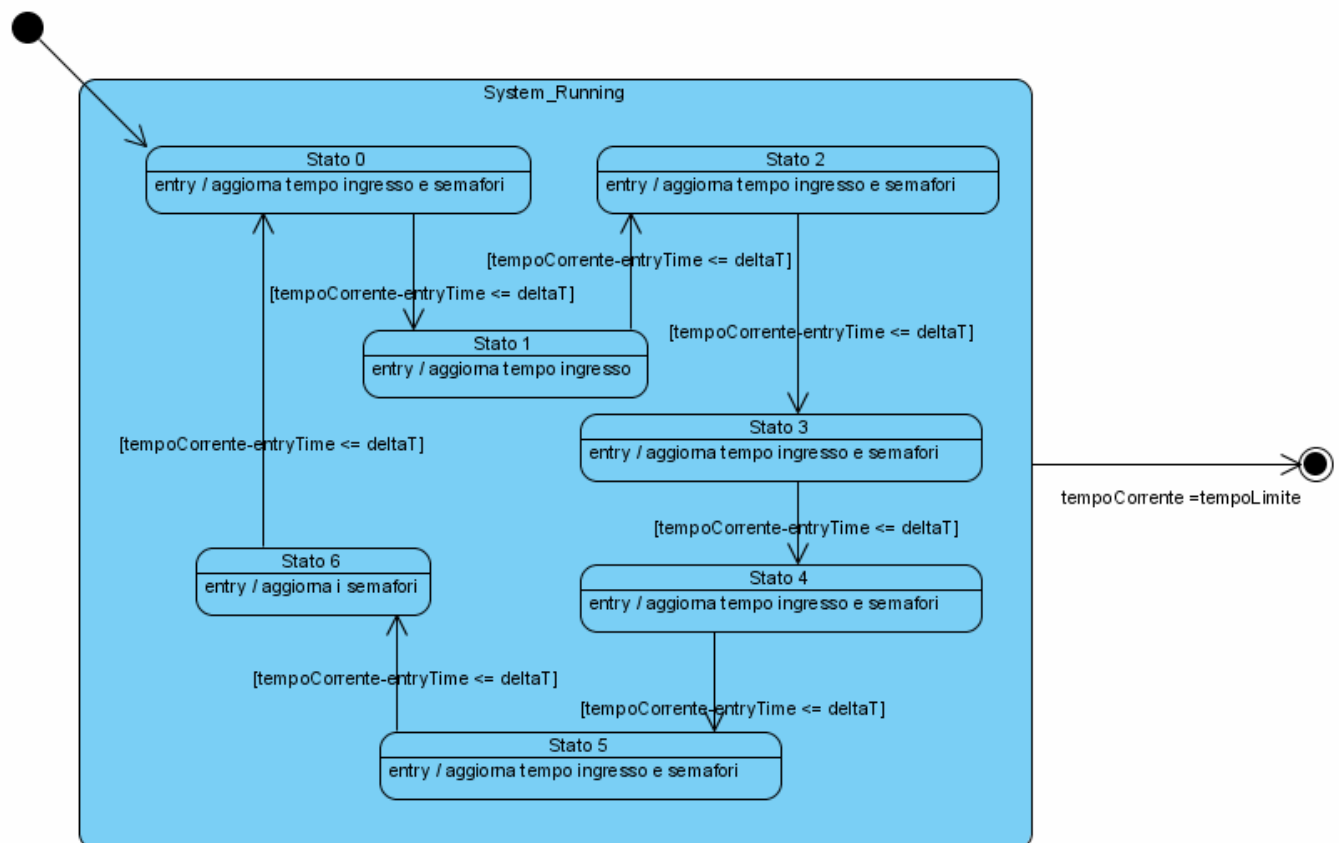 System_Running
Stato 0
entry / aggiorna tempo ingresso e semafori
Stato 2
entry / aggiorna tempo ingresso e semafori
[tempoCorrente-entryTime <= deltaT]
[tempoCorrente-entryTime <= deltaT]
[tempoCorrente-entryTime <= deltaT]
Stato 1
entry / aggiorna tempo ingresso
Stato 3
entry / aggiorna tempo ingresso e semafori
[tempoCorrente-entryTime <= deltaT]
tempoCorrente =tempoLimite
[tempoCorrente-entryTime <= deltaT]
Stato 6
entry / aggiorna i semafori
Stato 4
entry / aggiorna tempo ingresso e semafori
[tempoCorrente-entryTime <= deltaT]
[tempoCorrente-entryTime <= deltaT]
Stato 5
entry / aggiorna tempo ingresso e semafori